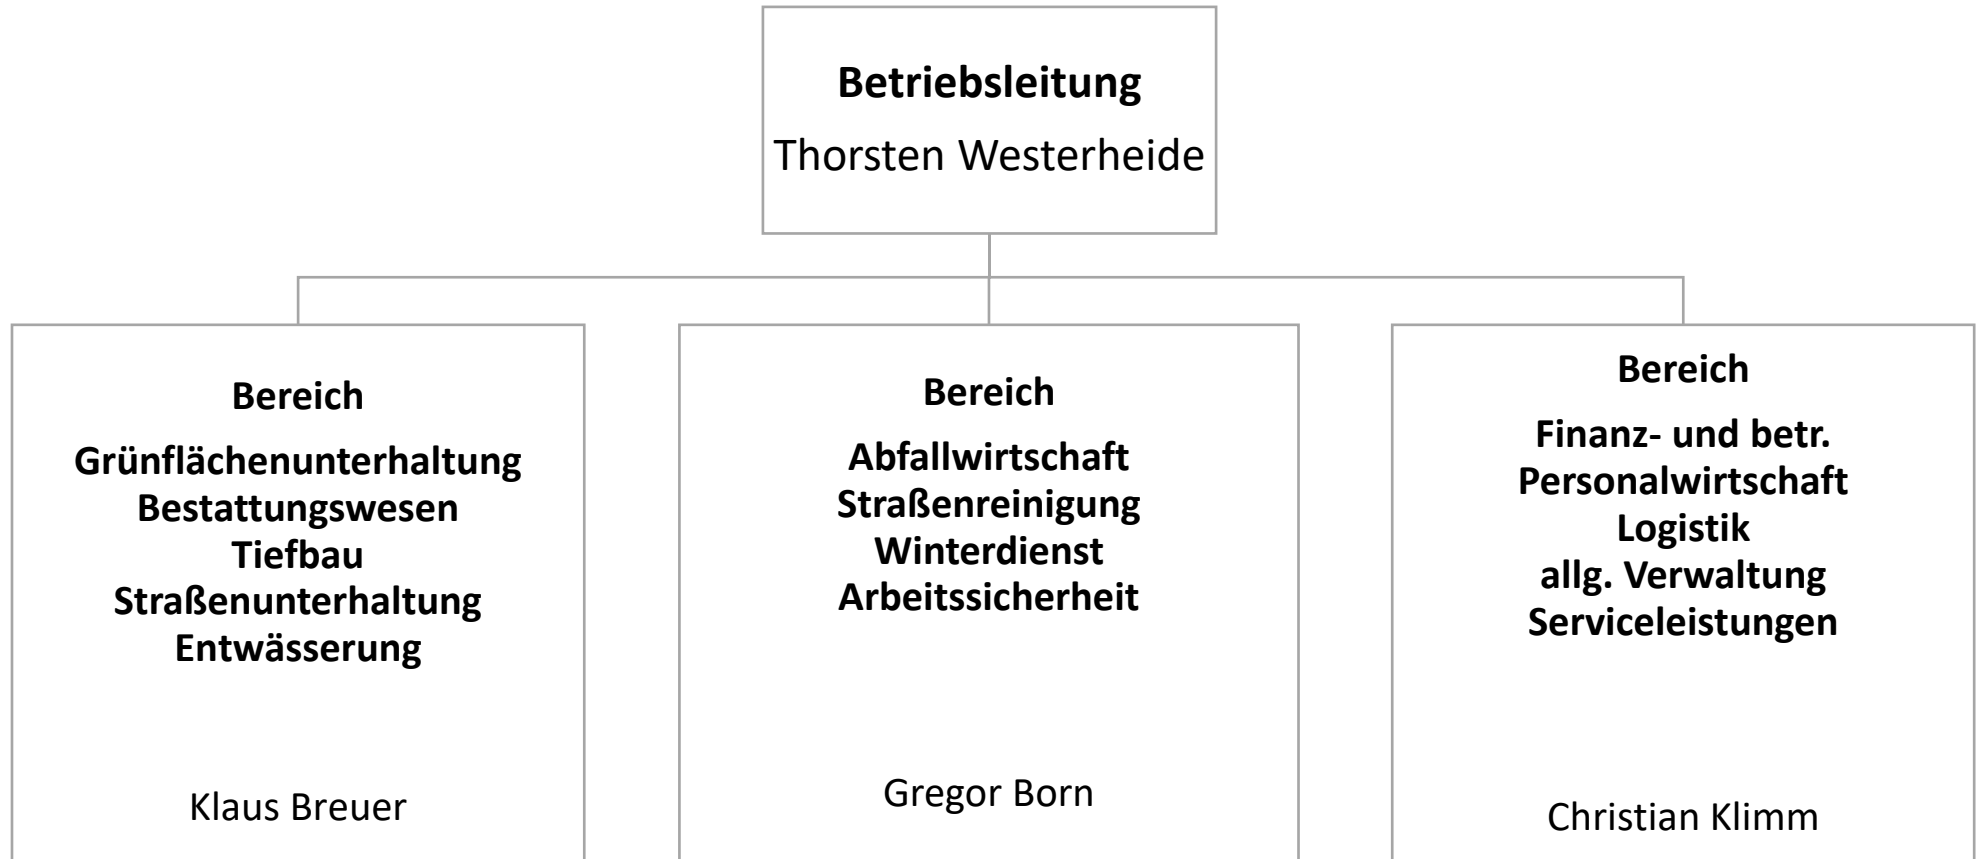 Betriebsleitung
Thorsten Westerheide
Bereich
Grünflächenunterhaltung
Bestattungswesen
Tiefbau
Straßenunterhaltung
Entwässerung
Klaus Breuer
Bereich
Abfallwirtschaft
Straßenreinigung
Winterdienst
Arbeitssicherheit
Gregor Born
Bereich
Finanz- und betr.
Personalwirtschaft
Logistik
allg. Verwaltung
Serviceleistungen
Christian Klimm